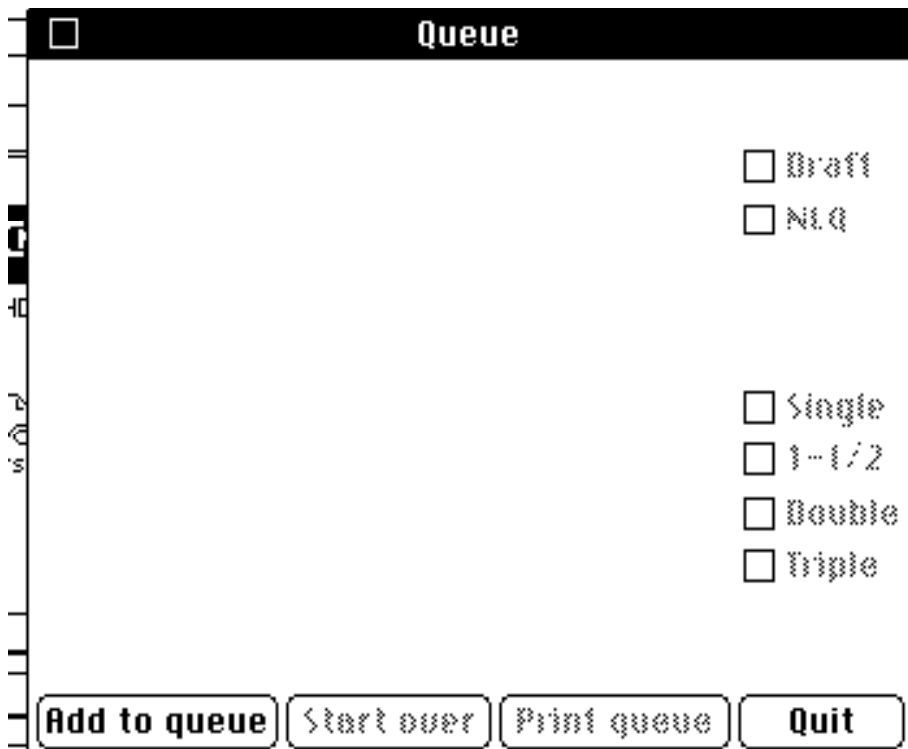 Queue
Draft
NLQ
Single
1-1/2
Double
Triple
Add to queue Start over Print queue Quit